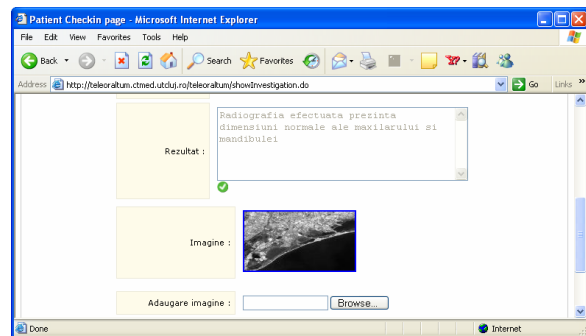 Patient Checkin page - Microsoft Internet Explorer
File Edit View Favorites Tools Help
Back Search Favorites
Address http://teleoraltum.ctmed.utcluj.ro/teleoraltum/showInvestigation.do Go Links »
Rezultat :
Radiografia efectuata prezinta
dimensiuni normale ale maxilarului si
mandibulei
Imagine :
Adaugare imagine : Browse...
Done Internet